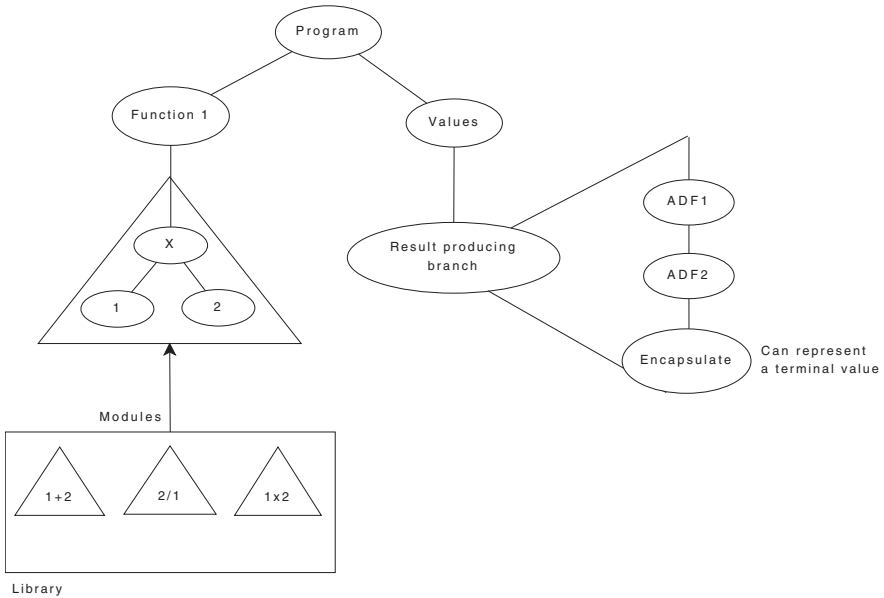 Program
Function 1
Values
ADF1
X
Result producing
branch
ADF2
1
2
Encapsulate
Can represent
a terminal value
Modules
1+2
2/1
1x2
Library